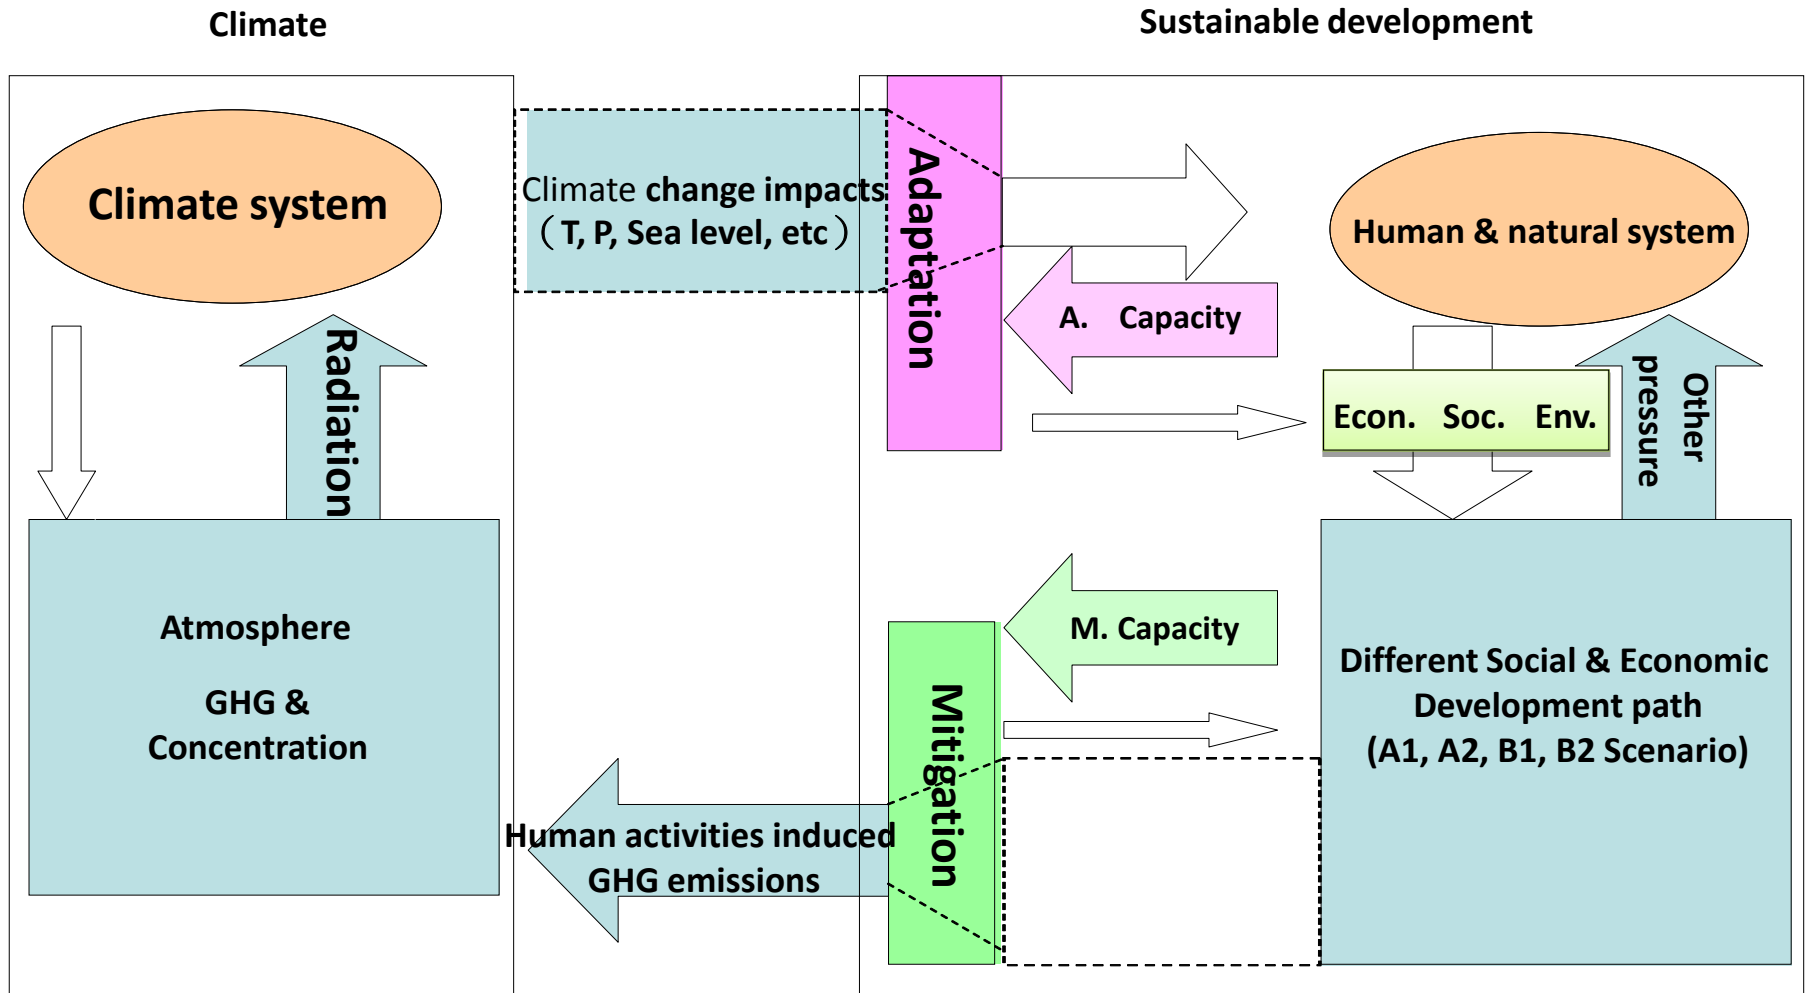 Climate
Sustainable development
Climate system
Climate change impacts
（T, P, Sea level, etc）
Adaptation
Human & natural system
A. Capacity
Radiation
Econ. Soc. Env.
Other
pressure
Atmosphere
GHG &
Concentration
M. Capacity
Mitigation
Different Social & Economic
Development path
(A1, A2, B1, B2 Scenario)
Human activities induced
GHG emissions